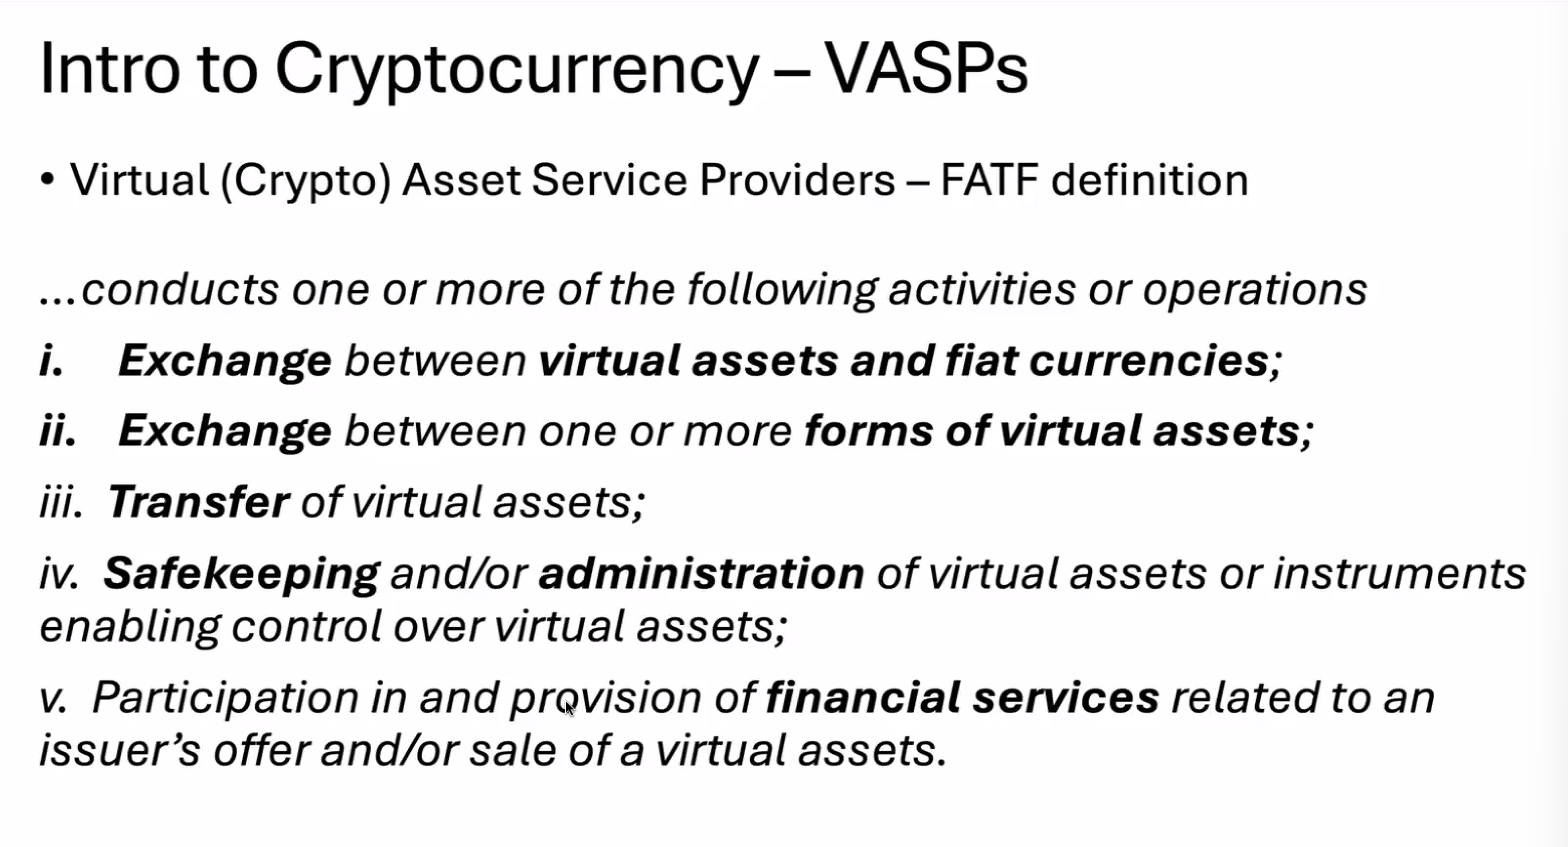 Intro to Cryptocurrency – VASPs
• Virtual (Crypto) Asset Service Providers – FATF definition
...conducts one or more of the following activities or operations
i. Exchange between virtual assets and fiat currencies;
ii. Exchange between one or more forms of virtual assets;
iii. Transfer of virtual assets;
iv. Safekeeping and/or administration of virtual assets or instruments
enabling control over virtual assets;
v. Participation in and provision of financial services related to an
issuer’s offer and/or sale of a virtual assets.